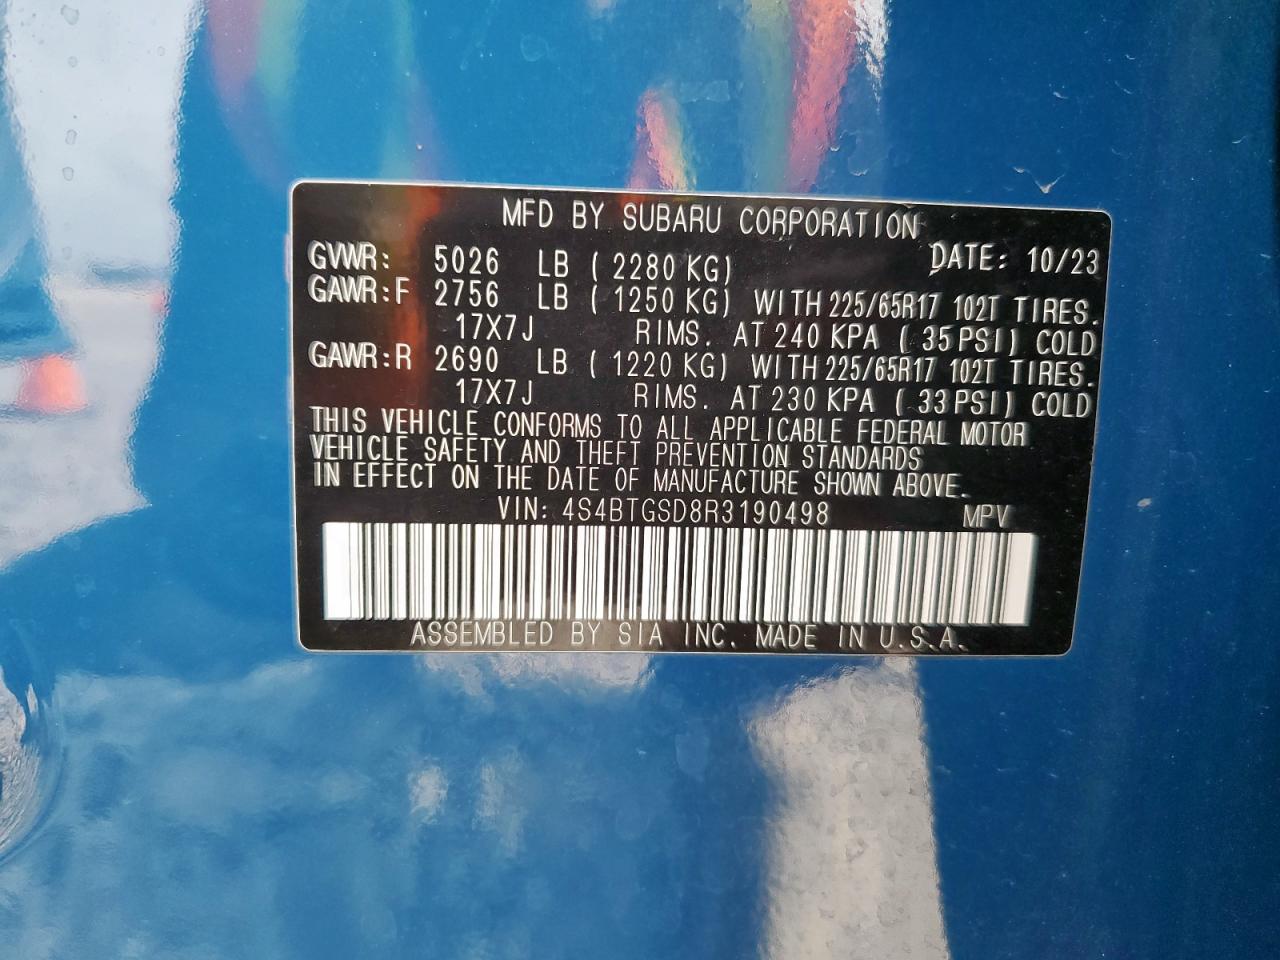 MFD BY SUBARU CORPORATION
DATE: 10/23
GVWR: 5026 LB ( 2280 KG)
GAWR:F 2756 LB ( 1250 KG) WITH 225/65R17 102T TIRES.
17X7J RIMS. AT 240 KPA ( 35 PSI) COLD
GAWR:R 2690 LB ( 1220 KG) WITH 225/65R17 102T TIRES.
17X7J RIMS. AT 230 KPA ( 33 PSI) COLD
THIS VEHICLE CONFORMS TO ALL APPLICABLE FEDERAL MOTOR
VEHICLE SAFETY AND THEFT PREVENTION STANDARDS
IN EFFECT ON THE DATE OF MANUFACTURE SHOWN ABOVE.
VIN: 4S4BTGSD8R3190498 MPV
ASSEMBLED BY SIA INC. MADE IN U.S.A.